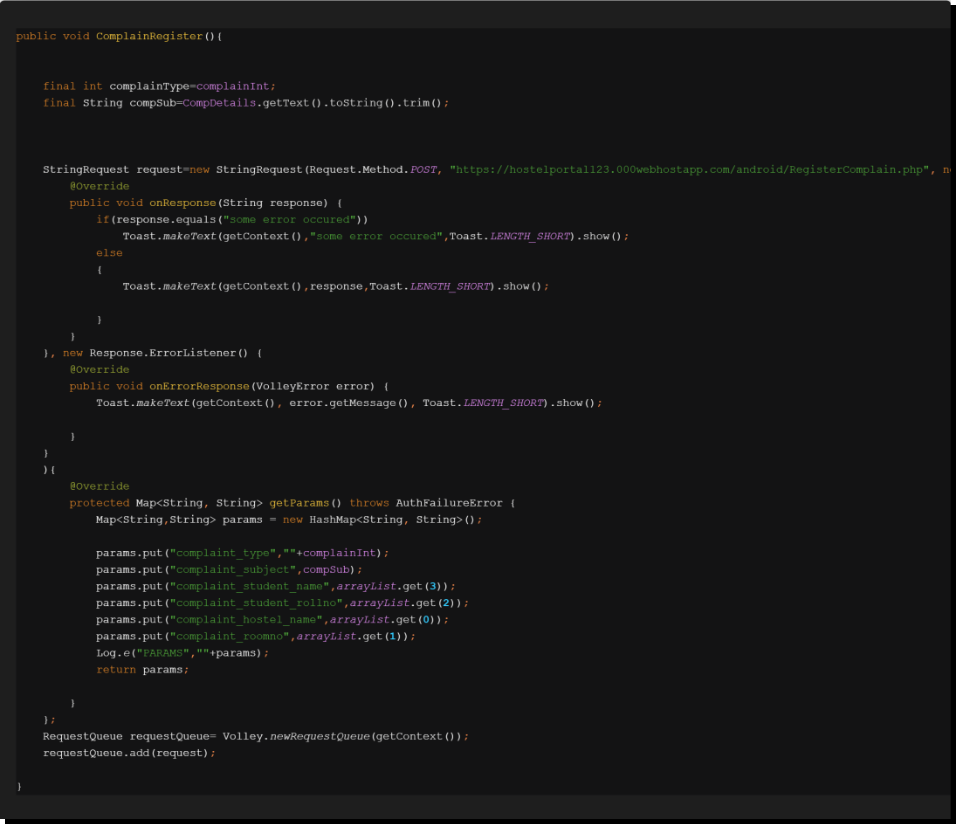 public void ComplainRegister(){
final int complainType=complainInt;
final String compSub=CompDetails.getText().toString().trim();
StringRequest request=new StringRequest(Request.Method.POST, "https://hostelportal123.000webhostapp.com/android/RegisterComplain.php",
@Override
public void onResponse(String response) {
if(response.equals("some error occured"))
Toast.makeText(getContext(),"some error occured",Toast.LENGTH_SHORT).show();
else
{
Toast.makeText(getContext(),response,Toast.LENGTH_SHORT).show();
}
}
}, new Response.ErrorListener() {
@Override
public void onErrorResponse(VolleyError error) {
Toast.makeText(getContext(), error.getMessage(), Toast.LENGTH_SHORT).show();
}
}
){
@Override
protected Map<String, String> getParams() throws AuthFailureError {
Map<String,String> params = new HashMap<String, String>();
params.put("complaint_type",""+complainInt);
params.put("complaint_subject",compSub);
params.put("complaint_student_name",arrayList.get(3));
params.put("complaint_student_rollno",arrayList.get(2));
params.put("complaint_hostel_name",arrayList.get(0));
params.put("complaint_roomno",arrayList.get(1));
Log.e("PARAMS",""+params);
return params;
}
};
RequestQueue requestQueue= Volley.newRequestQueue(getContext());
requestQueue.add(request);
}